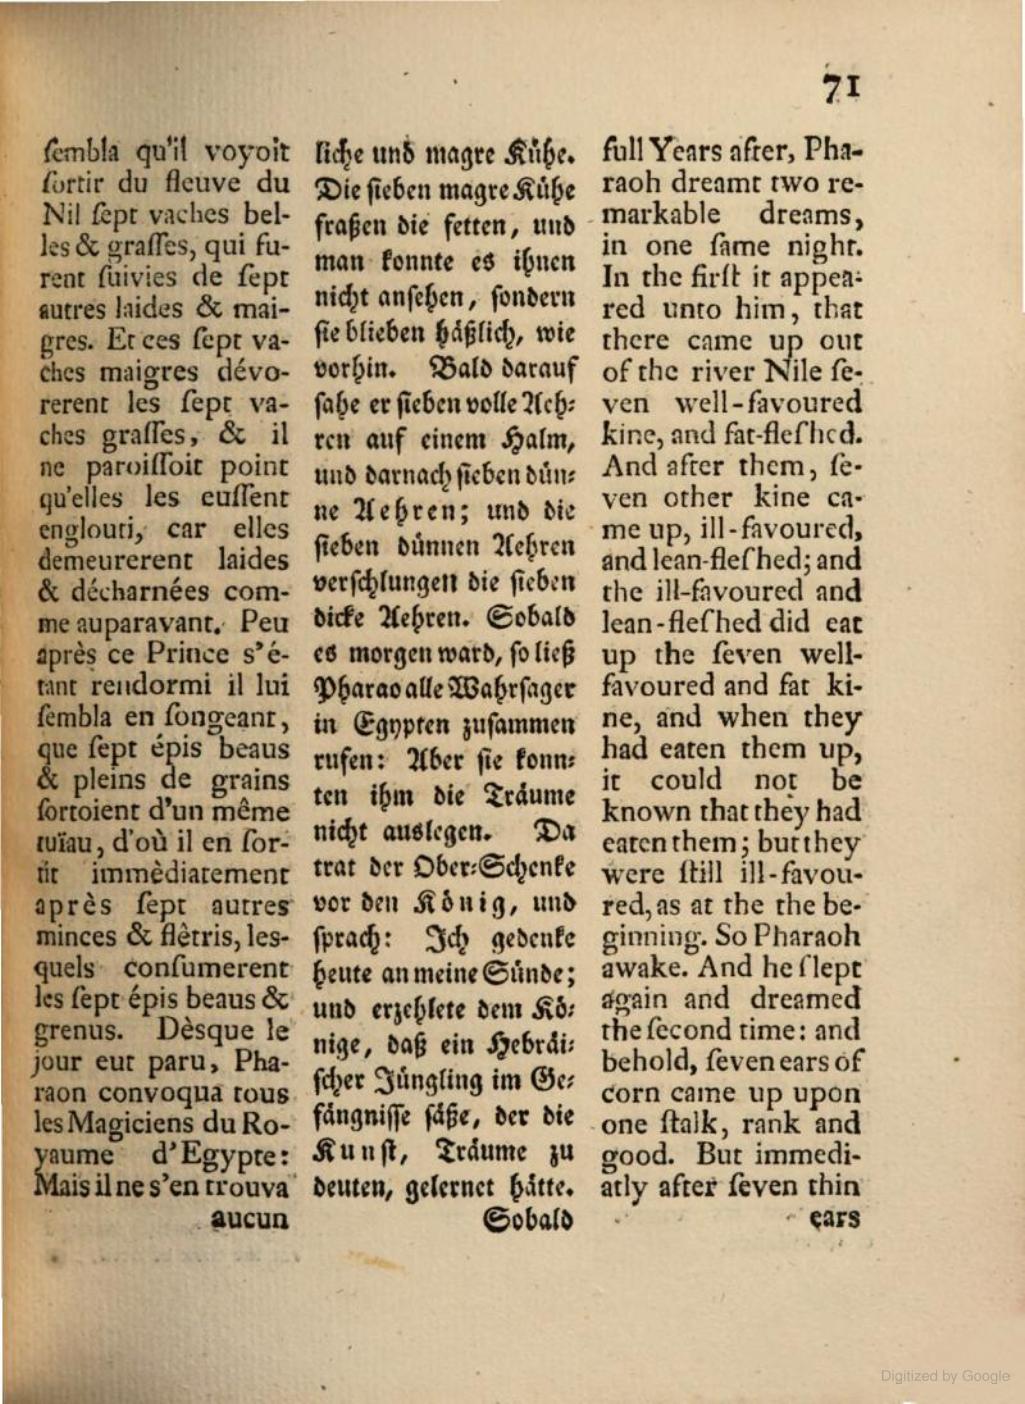 71
ſembla qu'il voyoit
ſortir du fleuve du
Nil ſept vaches bel-
les & graſſes, qui fu-
rent ſuivies de ſept
autres laides & mai-
gres. Et ces ſept va-
ches maigres dévo-
rerent les ſept va-
ches graſſes, & il
ne paroiſſoit point
qu'elles les euſſent
englouti, car elles
demeurerent laides
& décharnées com-
me auparavant. Peu
après ce Prince s'é-
tant rendormi il lui
ſembla en ſongeant,
que ſept épis beaus
& pleins de grains
ſortoient d'un même
tuïau, d'où il en ſor-
tit immèdiatement
après ſept autres
minces & flêtris, les-
quels conſumerent
les ſept épis beaus &
grenus. Dèsque le
jour eut paru, Pha-
raon convoqua tous
les Magiciens du Ro-
yaume d'Egypte:
Mais il ne s'en trouva
aucun
liche und magre Kühe.
Die ſieben magre Kühe
fraßen die fetten, und
man konnte es ihnen
nicht anſehen, ſondern
ſie blieben häßlich, wie
vorhin. Bald darauf
ſahe er ſieben volle Aeh⸗
ren auf einem Halm,
und darnach ſieben dün⸗
ne Aehren; und die
ſieben dünnen Aehren
verſchlungen die ſieben
dicke Aehren. Sobald
es morgen ward, ſo ließ
Pharao alle Wahrſager
in Egypten zuſammen
rufen: Aber ſie konn⸗
ten ihm die Träume
nicht auslegen. Da
trat der Ober⸗Schenke
vor den König, und
ſprach: Ich gedenke
heute an meine Sünde;
und erzehlete dem Kö⸗
nige, daß ein Hebräi⸗
ſcher Jüngling im Ge⸗
fängniſſe ſäße, der die
Kunſt, Träume zu
deuten, gelernet hätte.
Sobald
full Years after, Pha-
raoh dreamt two re-
markable dreams,
in one ſame night.
In the firſt it appea-
red unto him, that
there came up out
of the river Nile ſe-
ven well-favoured
kine, and fat-fleſhed.
And after them, ſe-
ven other kine ca-
me up, ill-favoured,
and lean-fleſhed; and
the ill-favoured and
lean-fleſhed did eat
up the ſeven well-
favoured and fat ki-
ne, and when they
had eaten them up,
it could not be
known that they had
eaten them; but they
were ſtill ill-favou-
red, as at the the be-
ginning. So Pharaoh
awake. And he ſlept
again and dreamed
the ſecond time: and
behold, ſeven ears of
corn came up upon
one ſtalk, rank and
good. But immedi-
atly after ſeven thin
ears
Digitized by Google